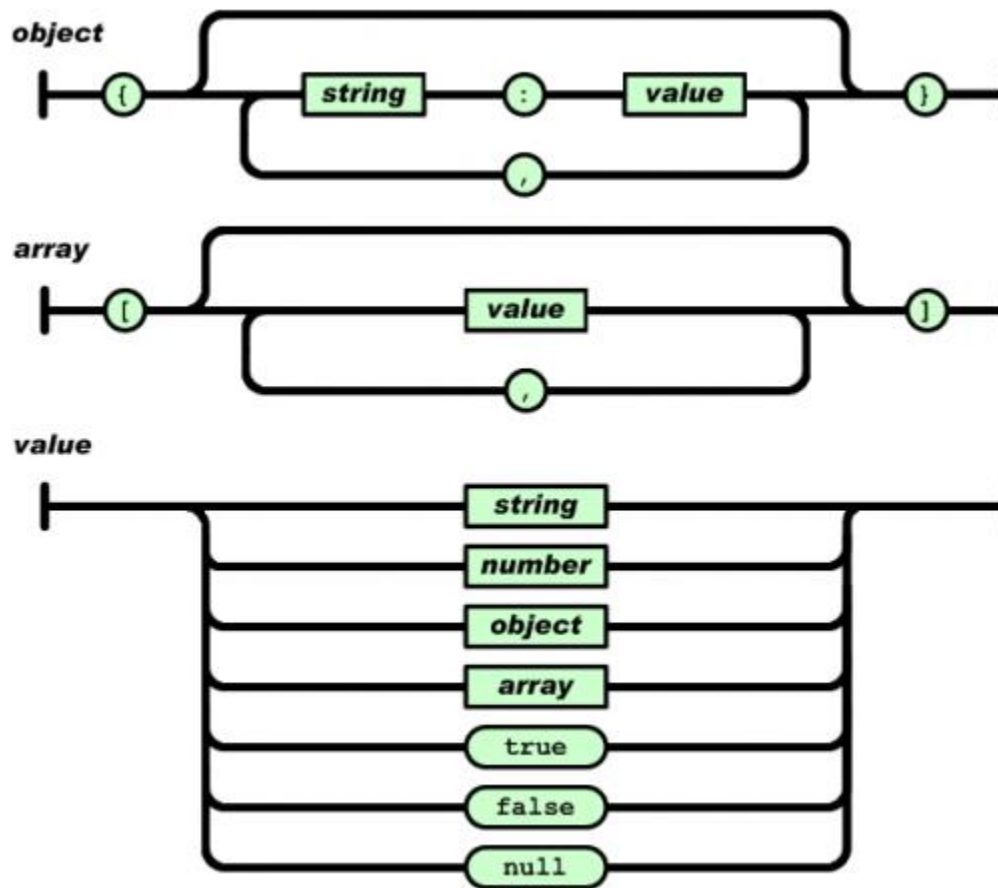 object
{ string : value }
,
array
[ value ]
,
value
string
number
object
array
true
false
null